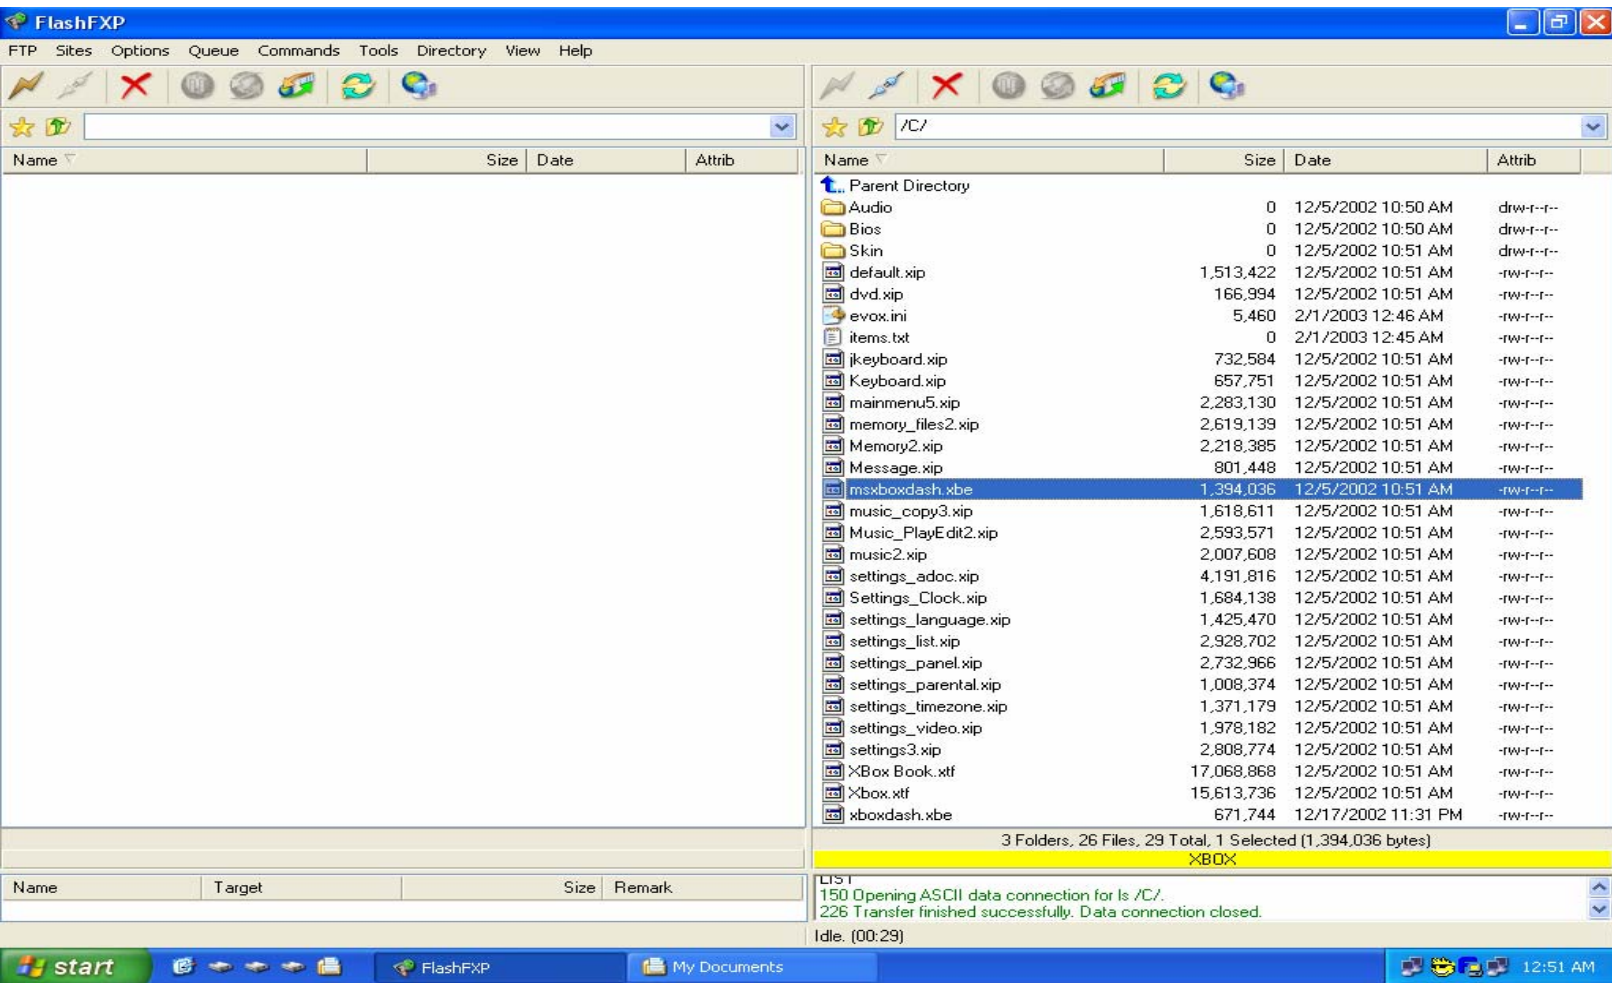 FlashFXP
FTP Sites Options Queue Commands Tools Directory View Help
/C/
Name Size Date Attrib
Name Size Date Attrib
Parent Directory
Audio 0 12/5/2002 10:50 AM drw-r--r--
Bios 0 12/5/2002 10:50 AM drw-r--r--
Skin 0 12/5/2002 10:51 AM drw-r--r--
default.xip 1,513,422 12/5/2002 10:51 AM -rw-r--r--
dvd.xip 166,994 12/5/2002 10:51 AM -rw-r--r--
evox.ini 5,460 2/1/2003 12:46 AM -rw-r--r--
items.txt 0 2/1/2003 12:45 AM -rw-r--r--
jkeyboard.xip 732,584 12/5/2002 10:51 AM -rw-r--r--
Keyboard.xip 657,751 12/5/2002 10:51 AM -rw-r--r--
mainmenu5.xip 2,283,130 12/5/2002 10:51 AM -rw-r--r--
memory_files2.xip 2,619,139 12/5/2002 10:51 AM -rw-r--r--
Memory2.xip 2,218,385 12/5/2002 10:51 AM -rw-r--r--
Message.xip 801,448 12/5/2002 10:51 AM -rw-r--r--
msxboxdash.xbe 1,394,036 12/5/2002 10:51 AM -rw-r--r--
music_copy3.xip 1,618,611 12/5/2002 10:51 AM -rw-r--r--
Music_PlayEdit2.xip 2,593,571 12/5/2002 10:51 AM -rw-r--r--
music2.xip 2,007,608 12/5/2002 10:51 AM -rw-r--r--
settings_adoc.xip 4,191,816 12/5/2002 10:51 AM -rw-r--r--
Settings_Clock.xip 1,684,138 12/5/2002 10:51 AM -rw-r--r--
settings_language.xip 1,425,470 12/5/2002 10:51 AM -rw-r--r--
settings_list.xip 2,928,702 12/5/2002 10:51 AM -rw-r--r--
settings_panel.xip 2,732,966 12/5/2002 10:51 AM -rw-r--r--
settings_parental.xip 1,008,374 12/5/2002 10:51 AM -rw-r--r--
settings_timezone.xip 1,371,179 12/5/2002 10:51 AM -rw-r--r--
settings_video.xip 1,978,182 12/5/2002 10:51 AM -rw-r--r--
settings3.xip 2,808,774 12/5/2002 10:51 AM -rw-r--r--
XBox Book.xtf 17,068,868 12/5/2002 10:51 AM -rw-r--r--
Xbox.xtf 15,613,736 12/5/2002 10:51 AM -rw-r--r--
xboxdash.xbe 671,744 12/17/2002 11:31 PM -rw-r--r--
3 Folders, 26 Files, 29 Total, 1 Selected (1,394,036 bytes)
XBOX
Name Target Size Remark
LIST
150 Opening ASCII data connection for ls /C/.
226 Transfer finished successfully. Data connection closed.
Idle. (00:29)
start FlashFXP My Documents 12:51 AM